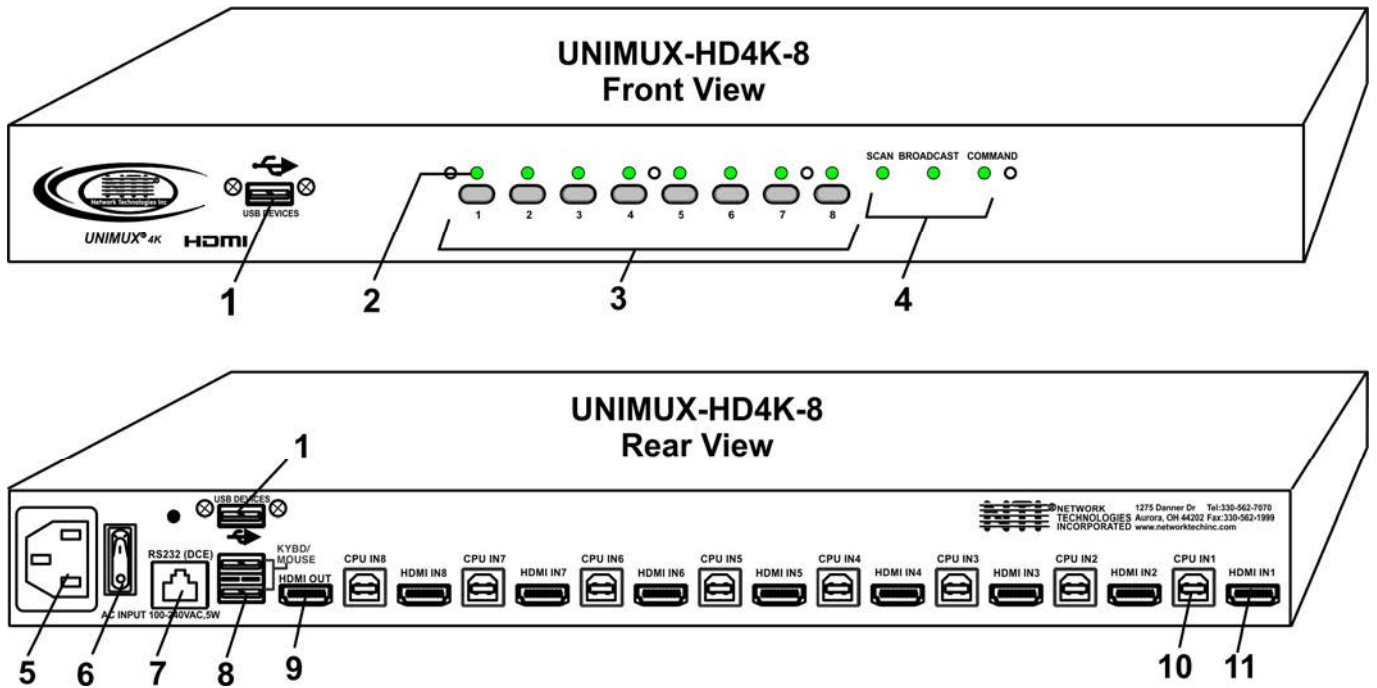 UNIMUX-HD4K-8
Front View
SCAN BROADCAST COMMAND
Network Technologies Inc
USB DEVICES
1 2 3 4 5 6 7 8
UNIMUX® 4K HDMI
1 2 3 4
UNIMUX-HD4K-8
Rear View
1
USB DEVICES
NTI ® NETWORK TECHNOLOGIES INCORPORATED
1275 Danner Dr Tel:330-562-7070
Aurora, OH 44202 Fax:330-562-1999
www.networktechinc.com
RS232 (DCE)
KYBD/
MOUSE
HDMI OUT
CPU IN8 HDMI IN8 CPU IN7 HDMI IN7 CPU IN6 HDMI IN6 CPU IN5 HDMI IN5 CPU IN4 HDMI IN4 CPU IN3 HDMI IN3 CPU IN2 HDMI IN2 CPU IN1 HDMI IN1
AC INPUT 100-240VAC,5W
5 6 7 8 9 10 11